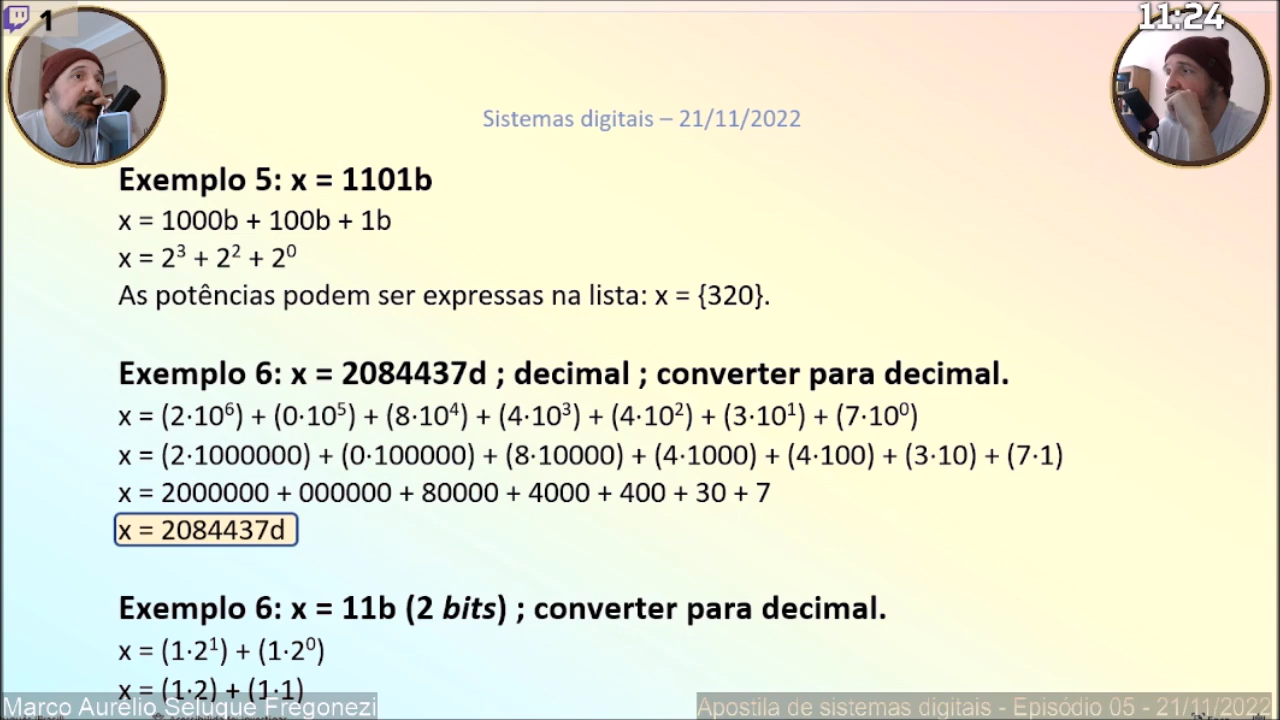 1
11:24
Sistemas digitais – 21/11/2022
Exemplo 5: x = 1101b
x = 1000b + 100b + 1b
x = 2³ + 2² + 2⁰
As potências podem ser expressas na lista: x = {320}.
Exemplo 6: x = 2084437d ; decimal ; converter para decimal.
x = (2·10⁶) + (0·10⁵) + (8·10⁴) + (4·10³) + (4·10²) + (3·10¹) + (7·10⁰)
x = (2·1000000) + (0·100000) + (8·10000) + (4·1000) + (4·100) + (3·10) + (7·1)
x = 2000000 + 000000 + 80000 + 4000 + 400 + 30 + 7
x = 2084437d
Exemplo 6: x = 11b (2 bits) ; converter para decimal.
x = (1·2¹) + (1·2⁰)
x = (1·2) + (1·1)
Marco Aurélio Seluque Fregonezi
Apostila de sistemas digitais - Episódio 05 - 21/11/2022